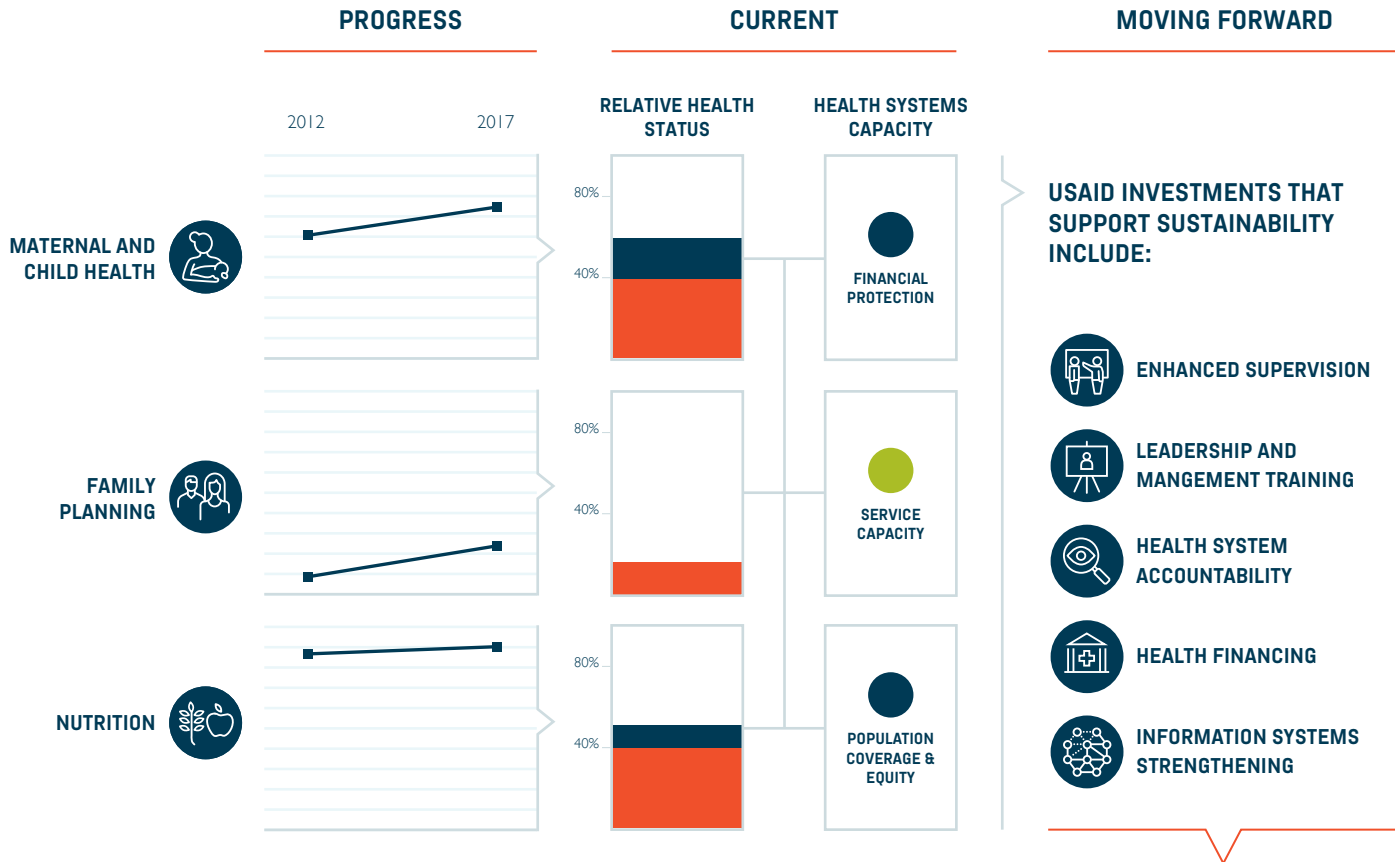 PROGRESS
CURRENT
MOVING FORWARD
2012
2017
RELATIVE HEALTH
STATUS
HEALTH SYSTEMS
CAPACITY
MATERNAL AND
CHILD HEALTH
80%
40%
FINANCIAL
PROTECTION
FAMILY
PLANNING
80%
40%
SERVICE
CAPACITY
NUTRITION
80%
40%
POPULATION
COVERAGE &
EQUITY
USAID INVESTMENTS THAT
SUPPORT SUSTAINABILITY
INCLUDE:
ENHANCED SUPERVISION
LEADERSHIP AND
MANGEMENT TRAINING
HEALTH SYSTEM
ACCOUNTABILITY
HEALTH FINANCING
INFORMATION SYSTEMS
STRENGTHENING